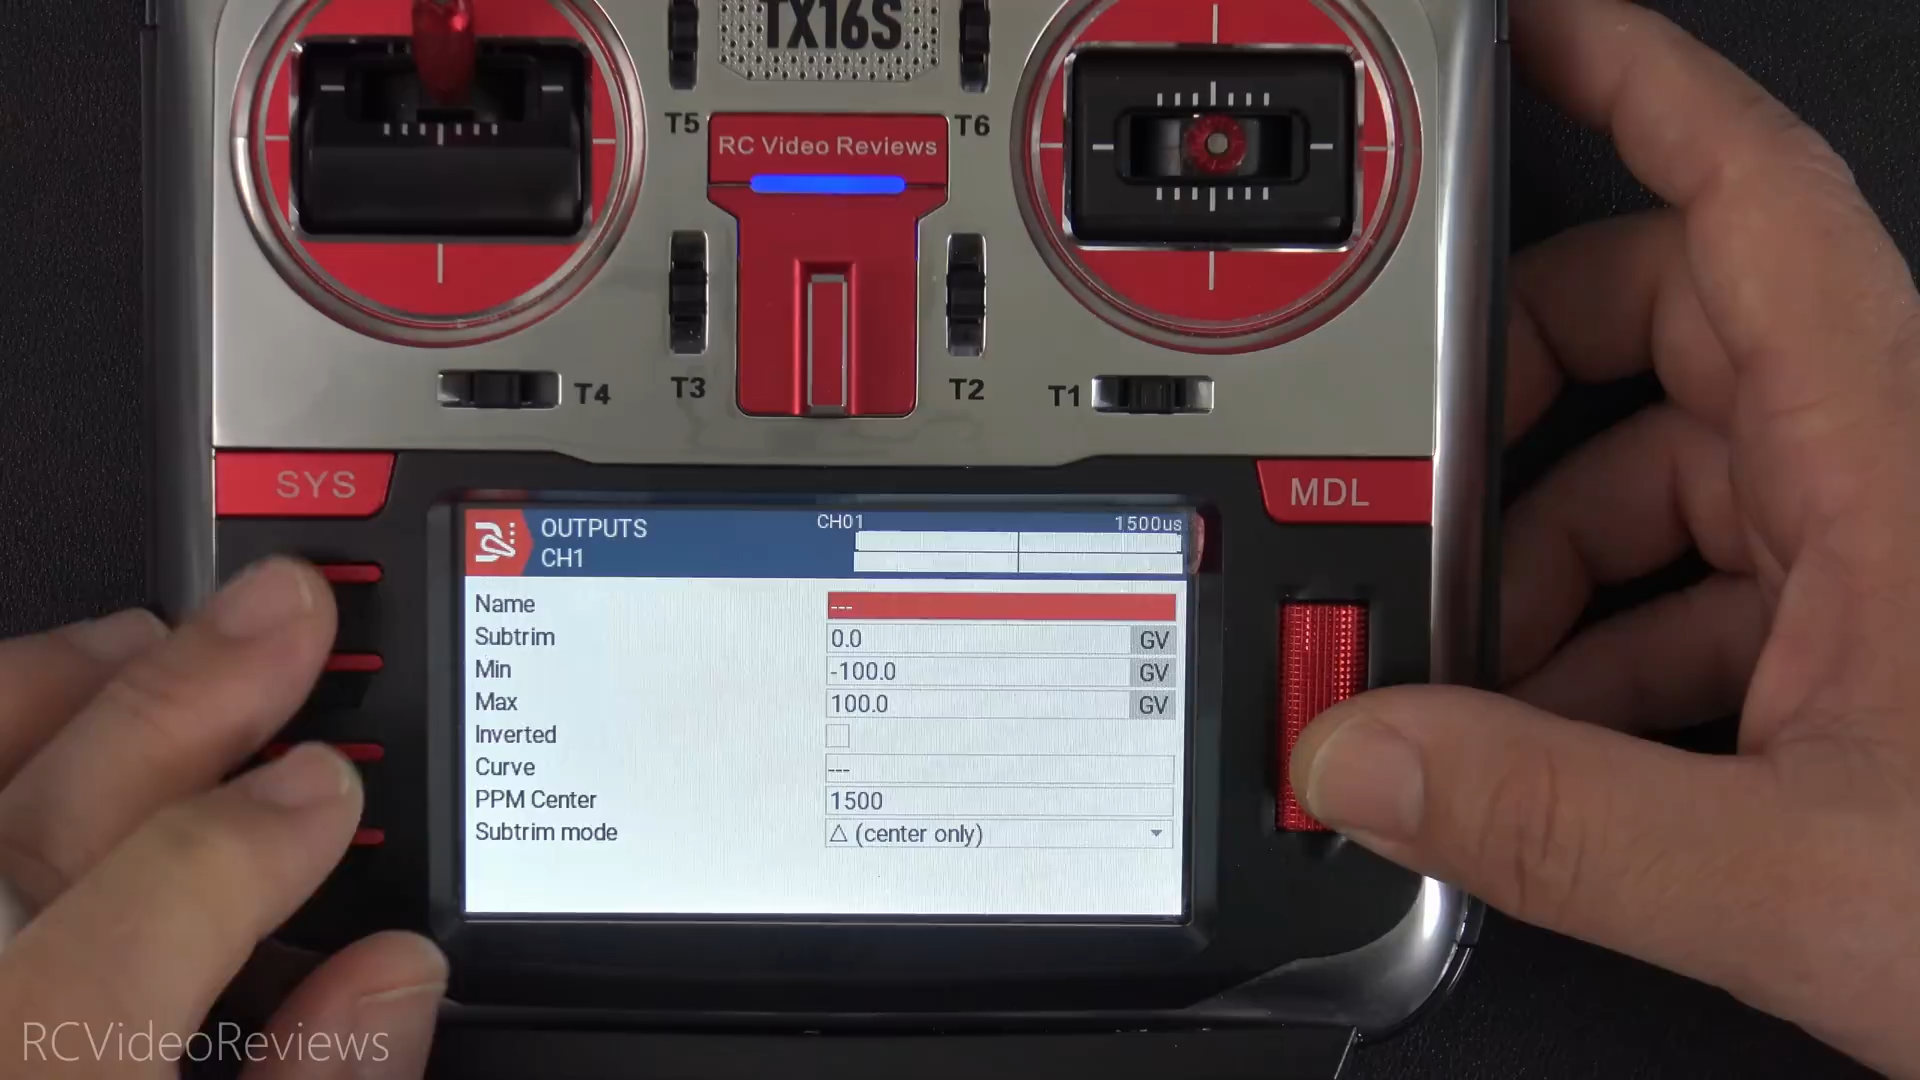 TX16S
T5
T6
RC Video Reviews
T4
T3
T2
T1
SYS
MDL
OUTPUTS
CH1
CH01
1500us
Name ---
Subtrim 0.0 GV
Min -100.0 GV
Max 100.0 GV
Inverted
Curve ---
PPM Center 1500
Subtrim mode △ (center only)
RCVideoReviews